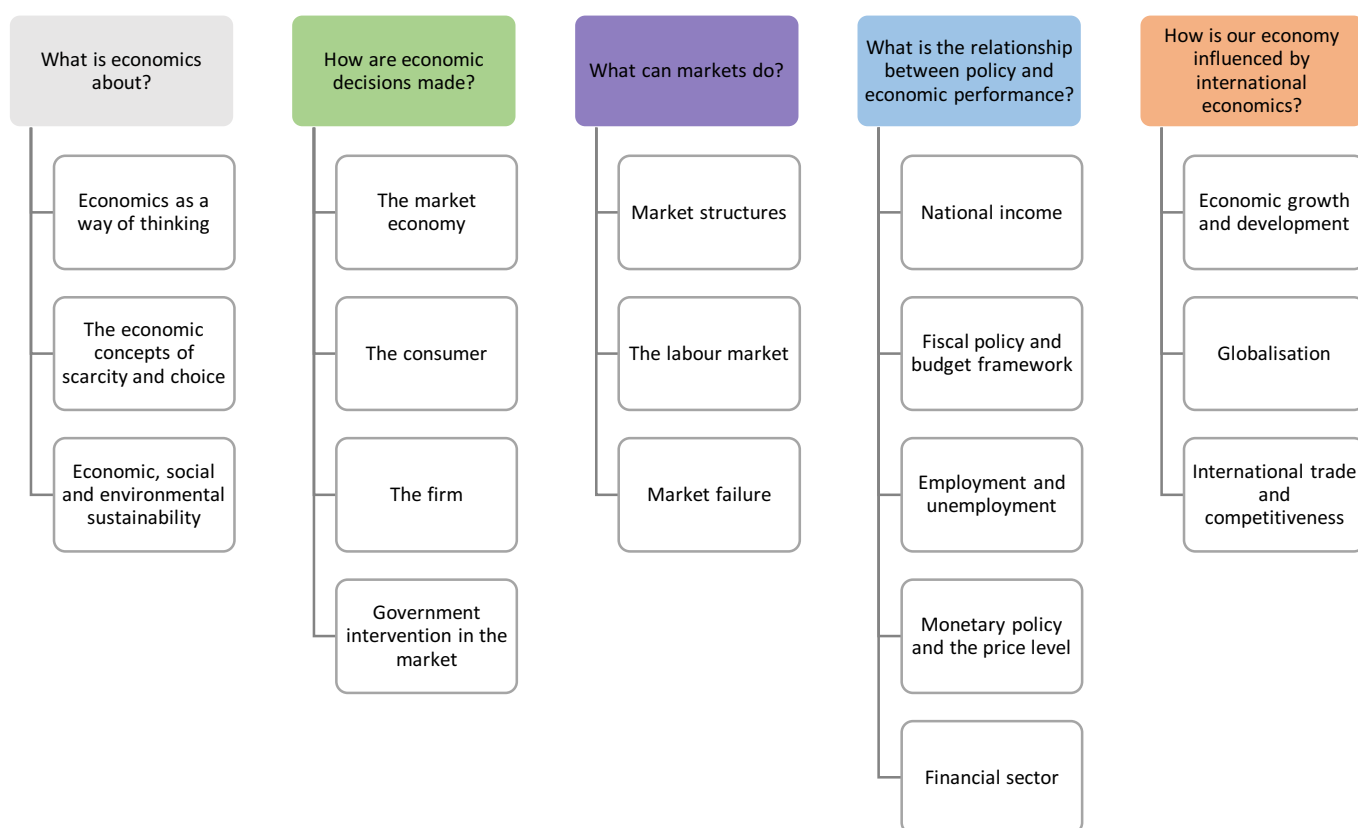 What is economics
about?
Economics as a
way of thinking
The economic
concepts of
scarcity and choice
Economic, social
and environmental
sustainability
How are economic
decisions made?
The market
economy
The consumer
The firm
Government
intervention in the
market
What can markets do?
Market structures
The labour market
Market failure
What is the relationship
between policy and
economic performance?
National income
Fiscal policy and
budget framework
Employment and
unemployment
Monetary policy
and the price level
Financial sector
How is our economy
influenced by
international
economics?
Economic growth
and development
Globalisation
International trade
and
competitiveness